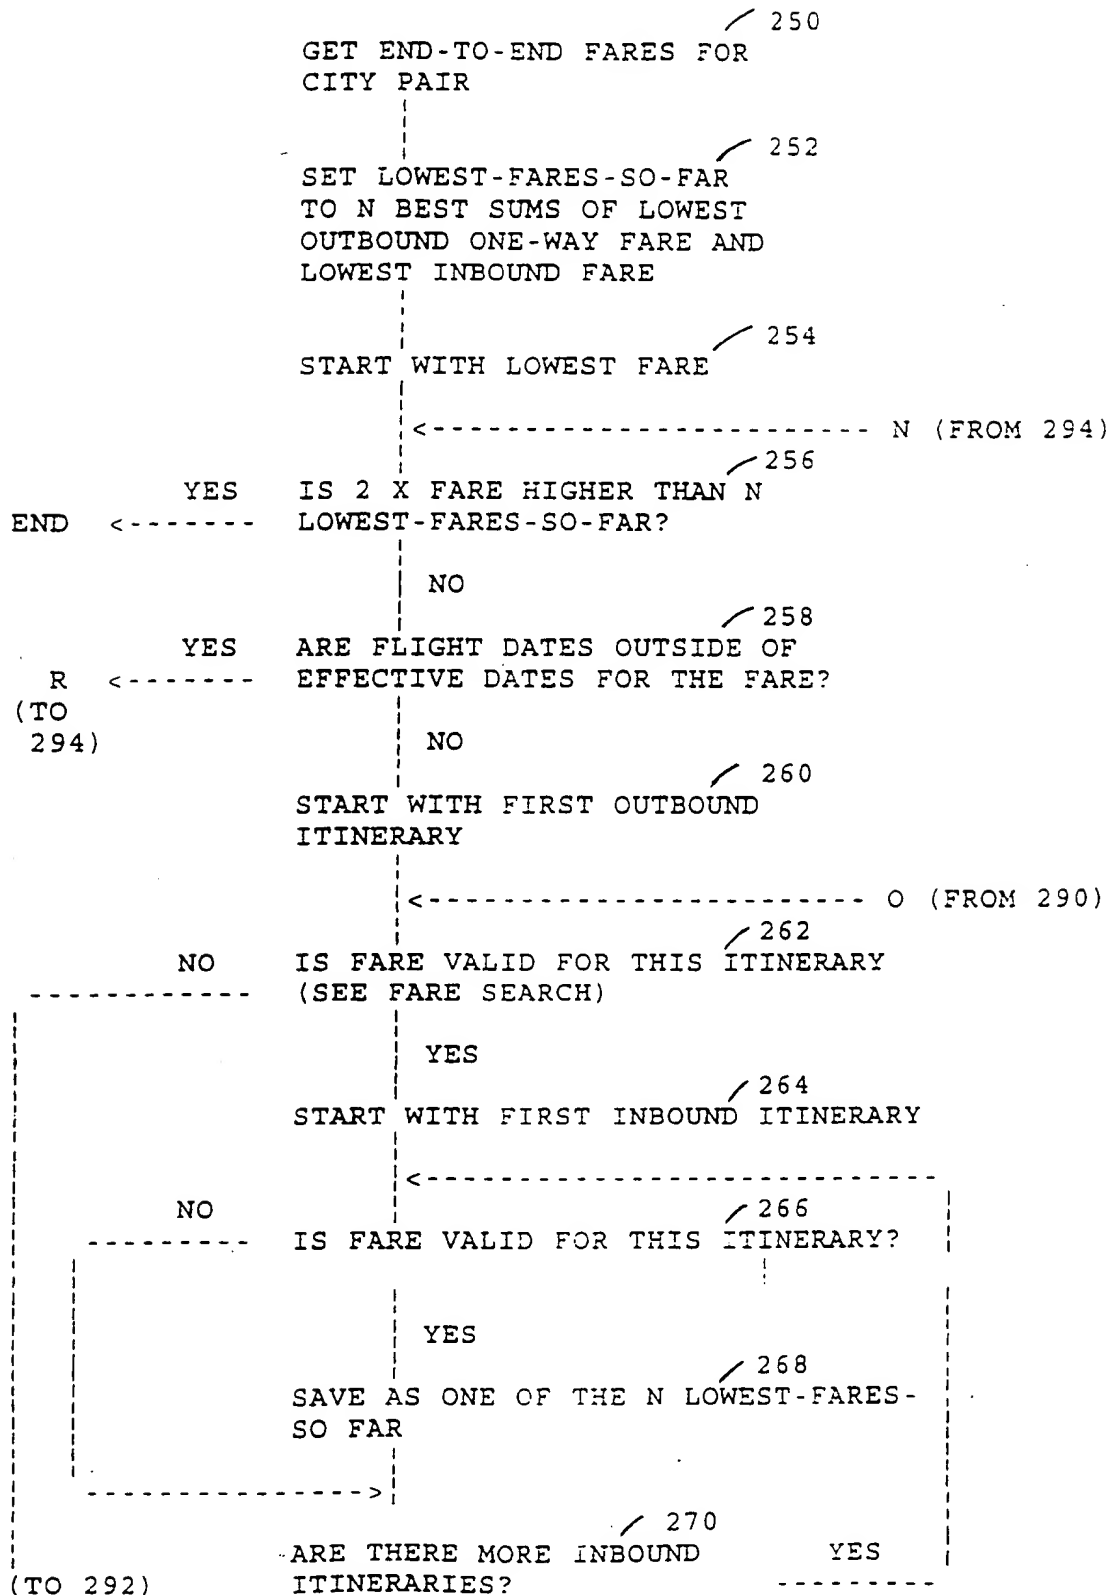 250
GET END-TO-END FARES FOR
CITY PAIR
252
SET LOWEST-FARES-SO-FAR
TO N BEST SUMS OF LOWEST
OUTBOUND ONE-WAY FARE AND
LOWEST INBOUND FARE
254
START WITH LOWEST FARE
N (FROM 294)
256
YES IS 2 X FARE HIGHER THAN N
END LOWEST-FARES-SO-FAR?
NO
258
YES ARE FLIGHT DATES OUTSIDE OF
R EFFECTIVE DATES FOR THE FARE?
(TO
294)
NO
260
START WITH FIRST OUTBOUND
ITINERARY
O (FROM 290)
262
NO IS FARE VALID FOR THIS ITINERARY
(SEE FARE SEARCH)
YES
264
START WITH FIRST INBOUND ITINERARY
NO 266
IS FARE VALID FOR THIS ITINERARY?
YES
268
SAVE AS ONE OF THE N LOWEST-FARES-
SO FAR
270
ARE THERE MORE INBOUND YES
(TO 292) ITINERARIES?